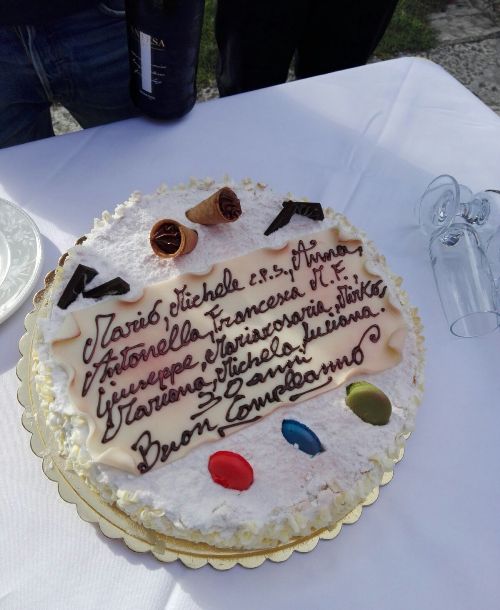 Mario, Michele e.p.s., Anna,
Antonella, Francesca M.F.,
Giuseppe, Mariarosaria, Mirko,
Mariana, Michela, Luciana.
30 anni
Buon Compleanno